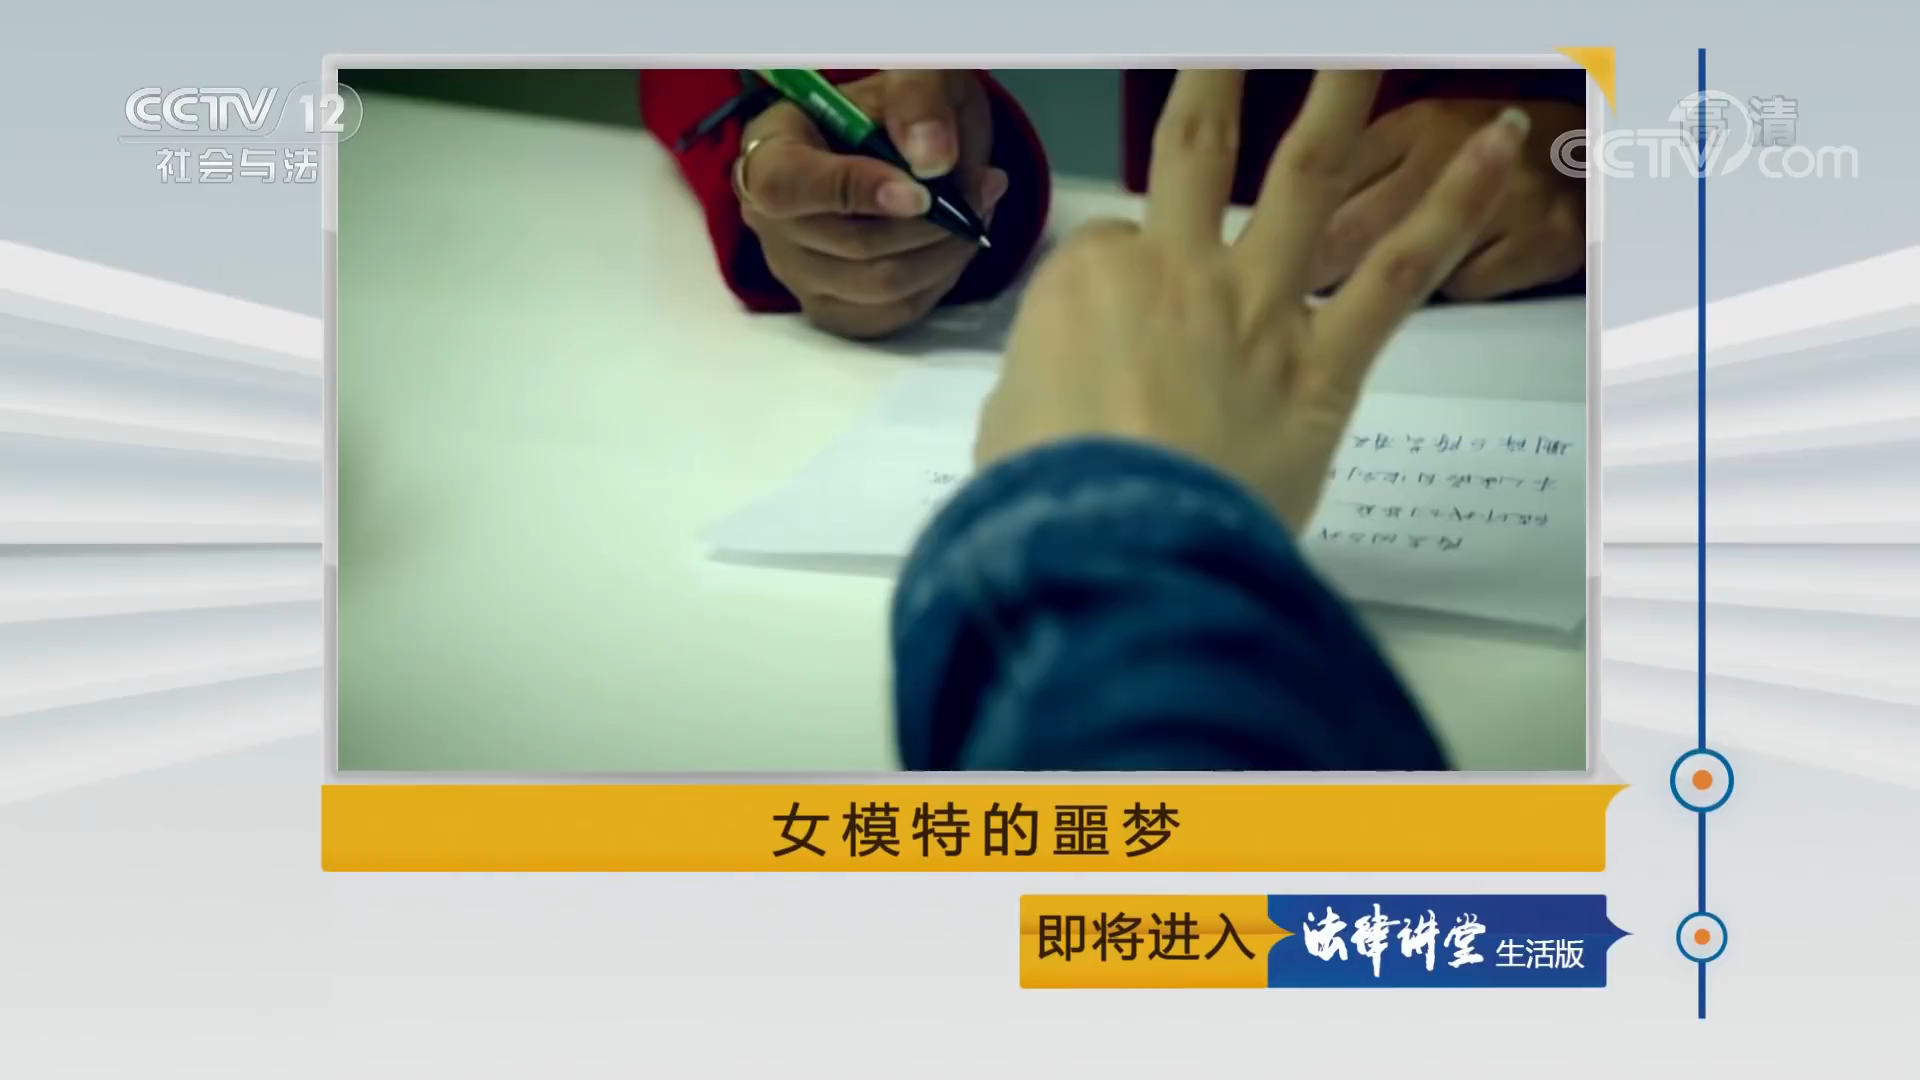 CCTV 12
社会与法
高清
CCTV.com
女模特的噩梦
即将进入
法律讲堂 生活版